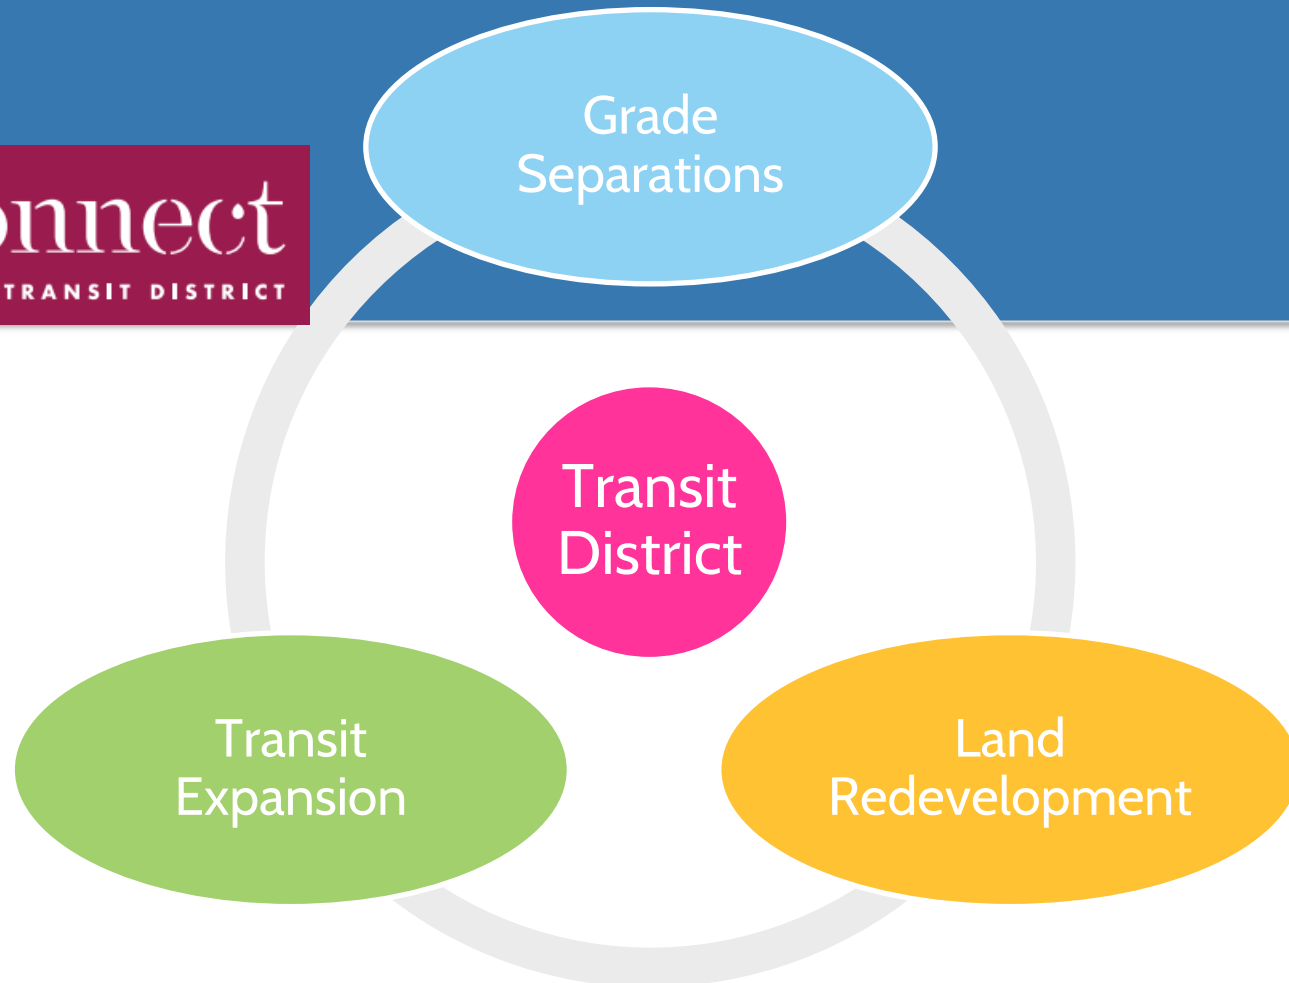 Grade
Separations
onnect
TRANSIT DISTRICT
Transit
District
Transit
Expansion
Land
Redevelopment